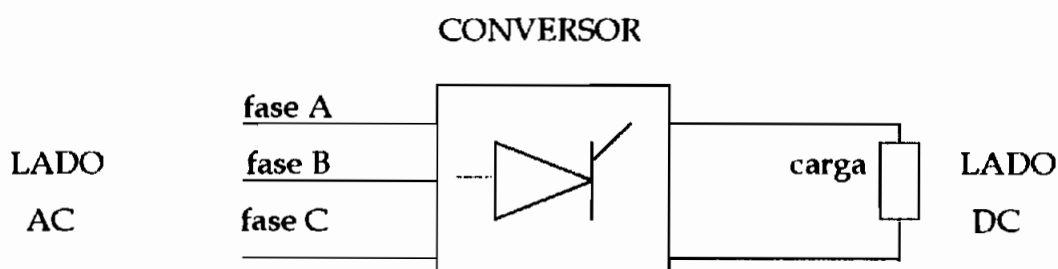 CONVERSOR
fase A
LADO fase B carga LADO
AC fase C DC